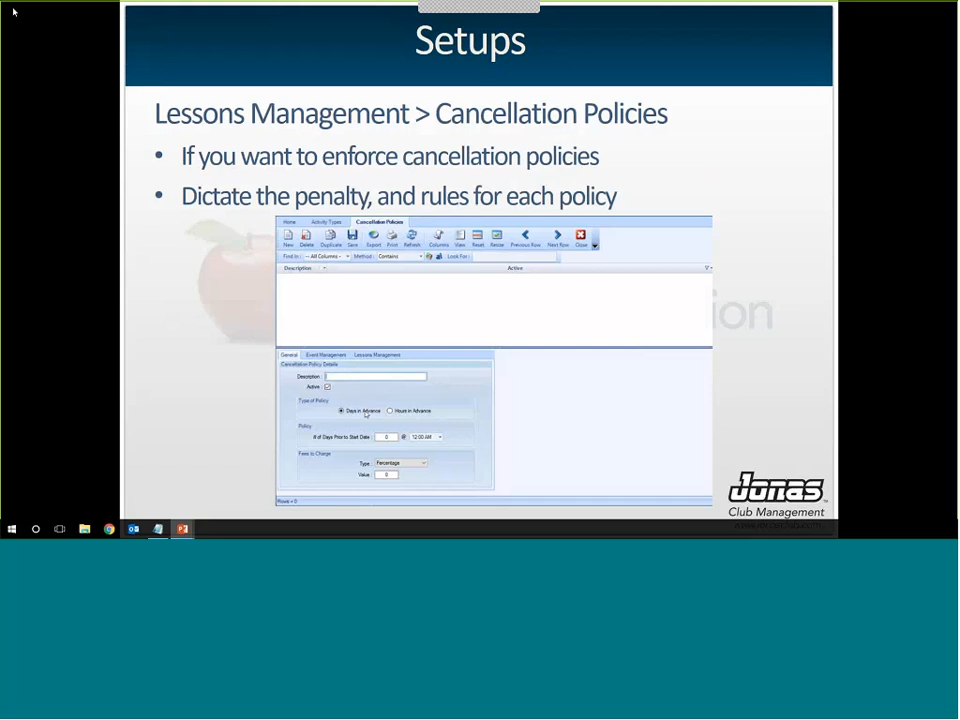 Setups
Lessons Management > Cancellation Policies
• If you want to enforce cancellation policies
• Dictate the penalty, and rules for each policy
Home Activity Types Cancellation Policies
New Delete Duplicate Save Export Print Refresh Columns View Reset Resize Previous Row Next Row Close
Find In: -- All Columns -- Method: Contains Look For:
Description Active
ion
General Event Management Lessons Management
Cancellation Policy Details
Description:
Active:
Type of Policy
Days in Advance Hours in Advance
Policy
# of Days Prior to Start Date: 0 @ 12:00 AM
Fees to Charge
Type Percentage
Value: 0
Rows = 0
Jonas
Club Management